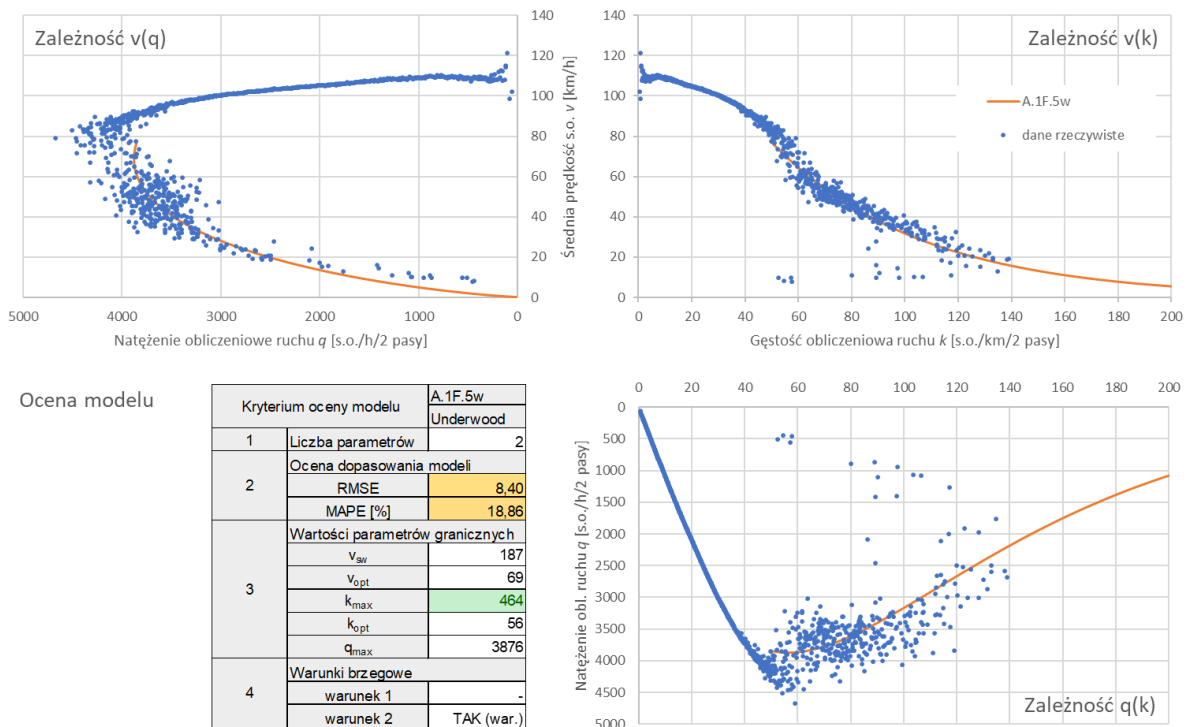 Zależność v(q)
140
120
100
80
60
40
20
0
Średnia prędkość s.o. v [km/h]
5000 4000 3000 2000 1000 0
Natężenie obliczeniowe ruchu q [s.o./h/2 pasy]
Zależność v(k)
140
120
100
80
60
40
20
0
A.1F.5w
dane rzeczywiste
0 20 40 60 80 100 120 140 160 180 200
Gęstość obliczeniowa ruchu k [s.o./km/2 pasy]
Ocena modelu
Kryterium oceny modelu
A.1F.5w
Underwood
1 Liczba parametrów 2
2 Ocena dopasowania modeli
RMSE 8,40
MAPE [%] 18,86
3 Wartości parametrów granicznych
vsw 187
vopt 69
kmax 464
kopt 56
qmax 3876
4 Warunki brzegowe
warunek 1 -
warunek 2 TAK (war.)
0 20 40 60 80 100 120 140 160 180 200
0
500
1000
1500
2000
2500
3000
3500
4000
4500
5000
Natężenie obl. ruchu q [s.o./h/2 pasy]
Zależność q(k)